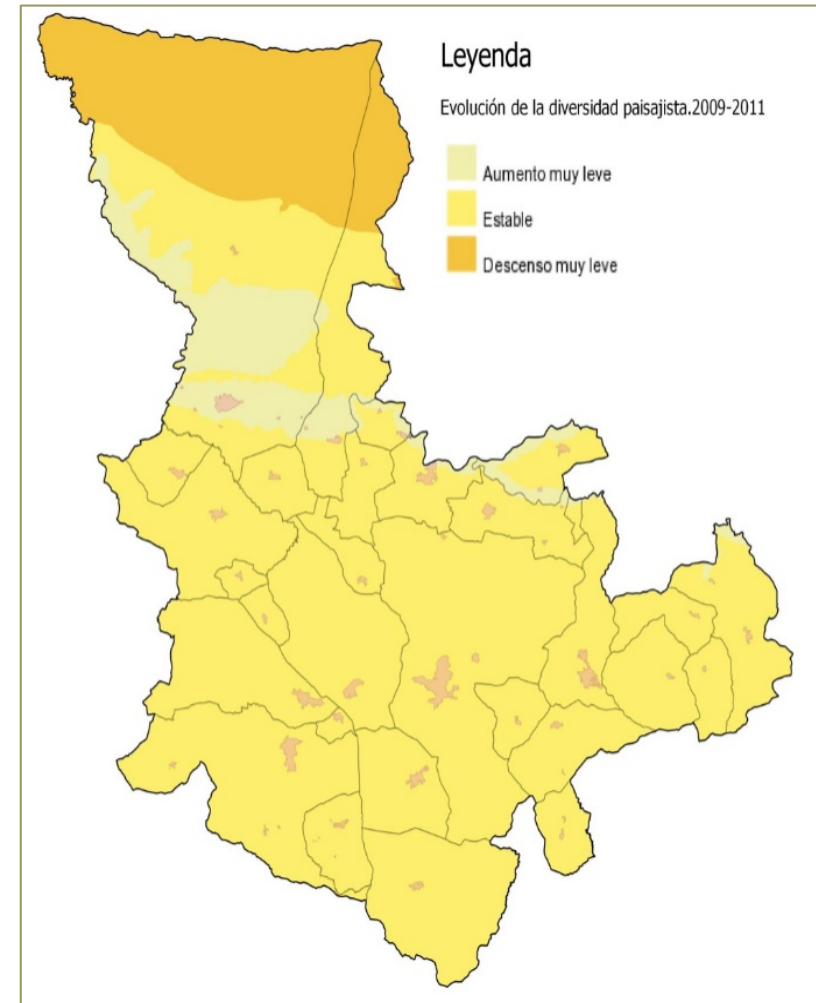 Leyenda
Evolución de la diversidad paisajista.2009-2011
Aumento muy leve
Estable
Descenso muy leve